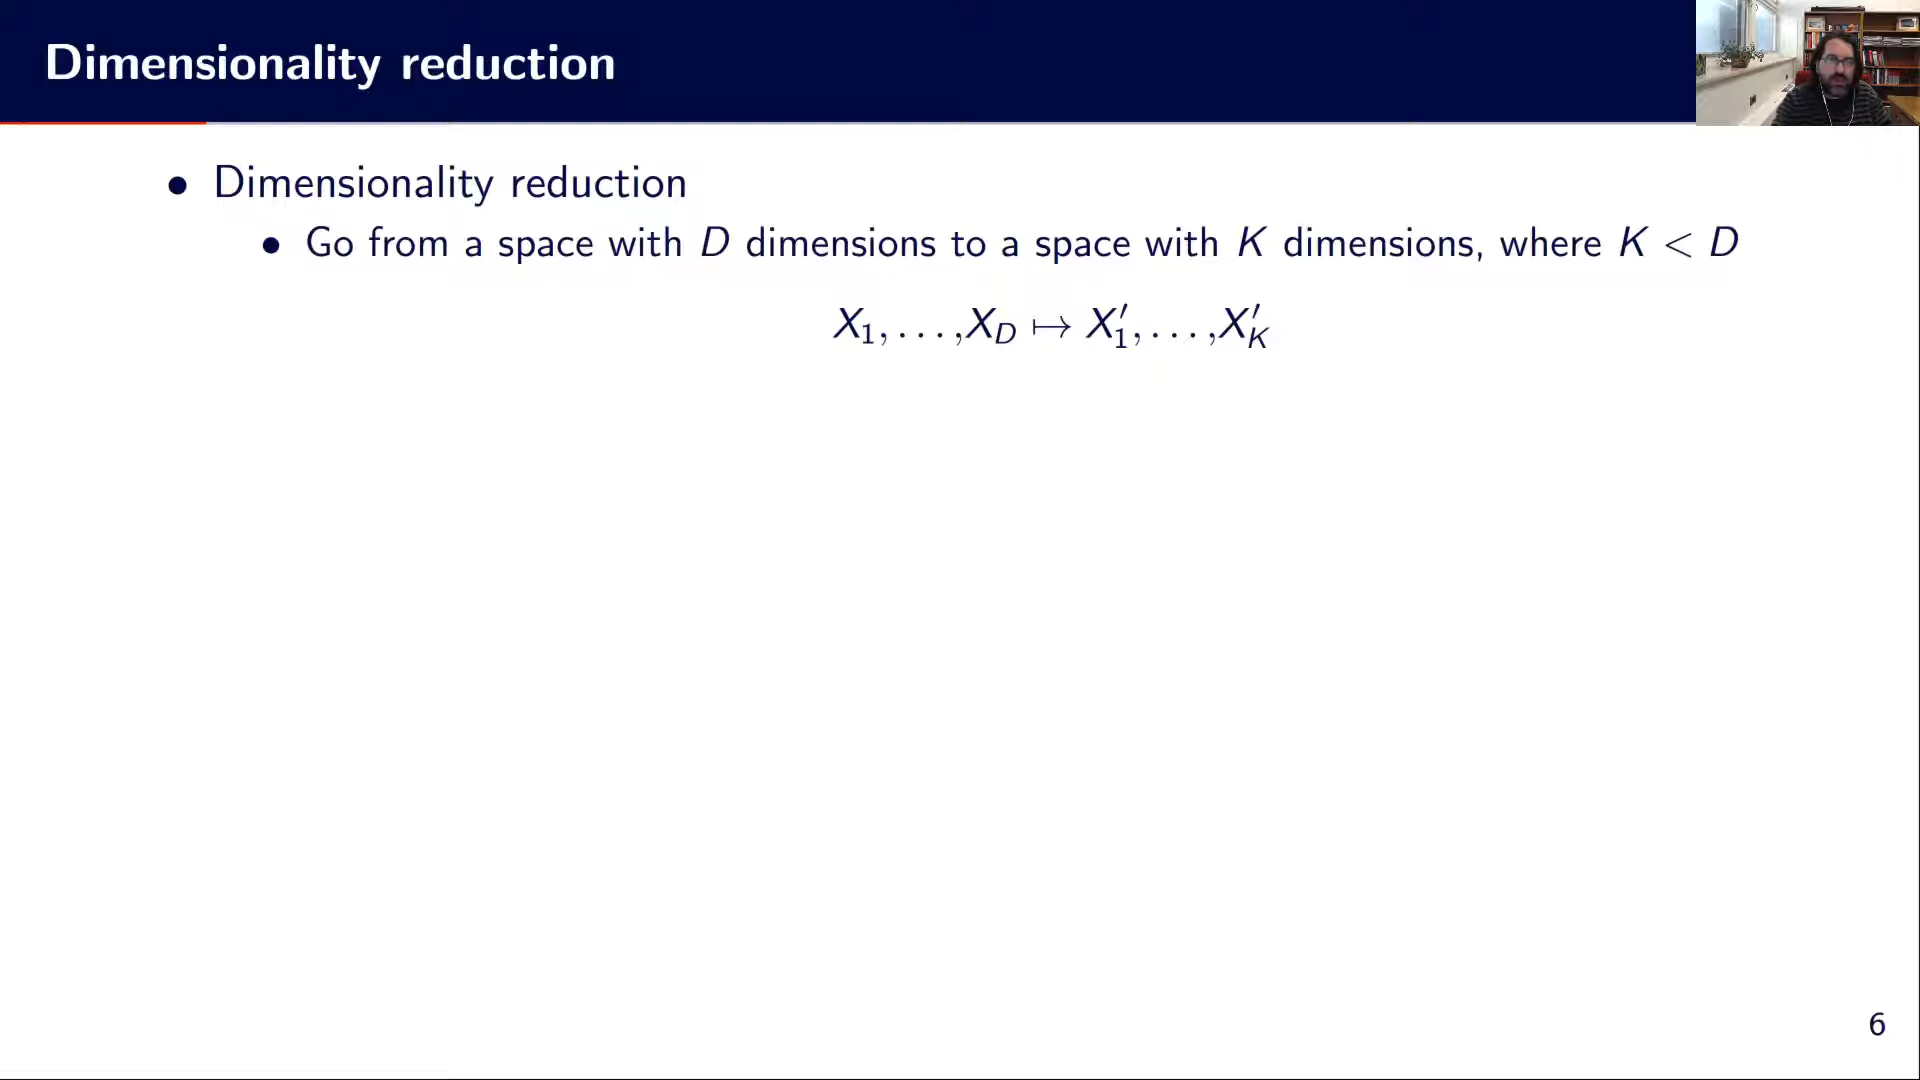 Dimensionality reduction
• Dimensionality reduction
• Go from a space with D dimensions to a space with K dimensions, where K < D
X₁, . . . ,X_D ↦ X′₁, . . . ,X′_K
6